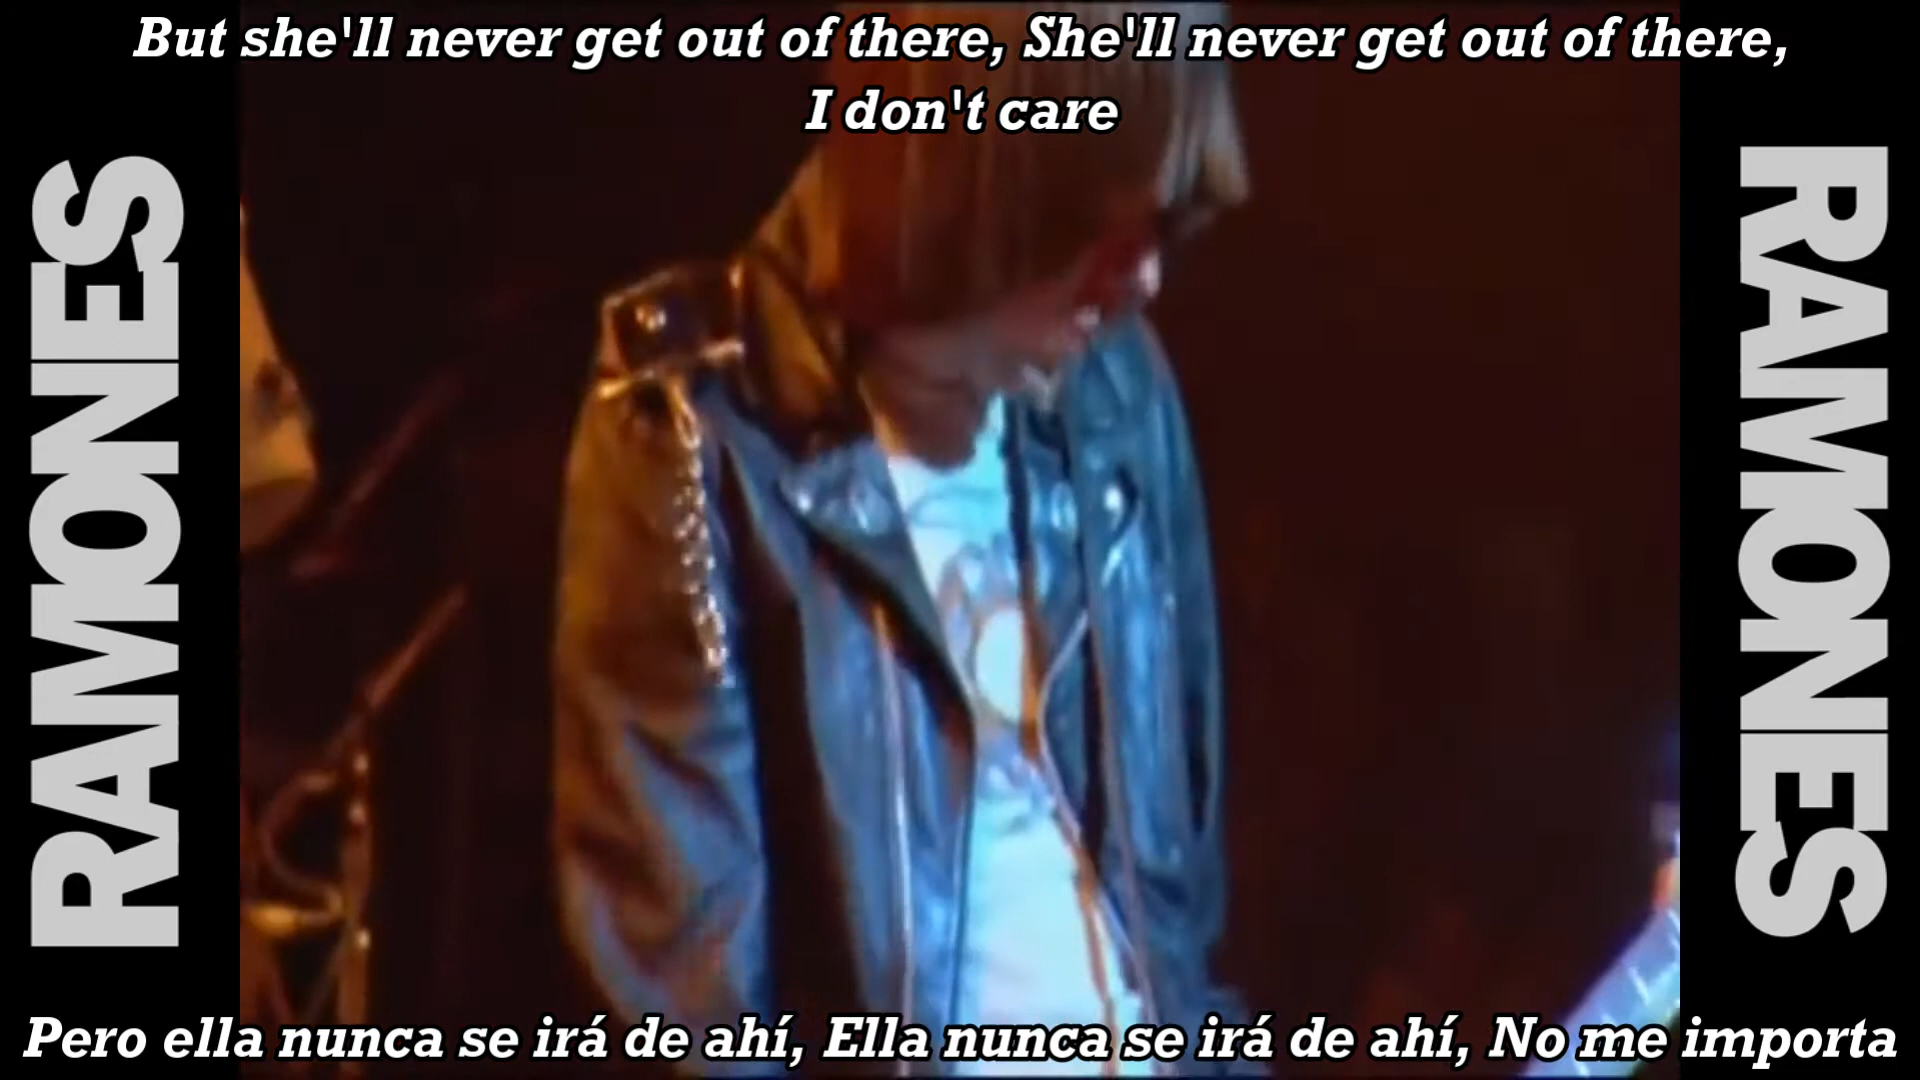 But she'll never get out of there, She'll never get out of there,
I don't care
RAMONES
RAMONES
Pero ella nunca se irá de ahí, Ella nunca se irá de ahí, No me importa